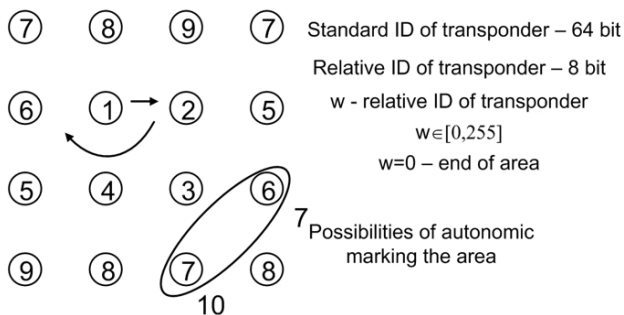 7 8 9 7
Standard ID of transponder – 64 bit
Relative ID of transponder – 8 bit
6 1 2 5
w - relative ID of transponder
w∈[0,255]
w=0 – end of area
5 4 3 6
7
Possibilities of autonomic
marking the area
9 8 7 8
10